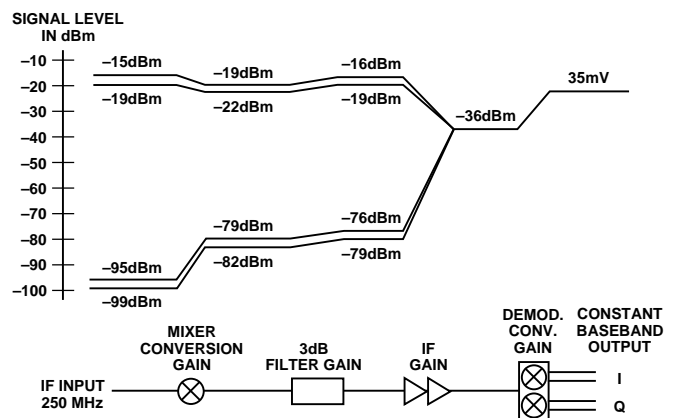 SIGNAL LEVEL
IN dBm
–10
–20
–30
–40
–50
–60
–70
–80
–90
–100
–15dBm
–19dBm
–19dBm
–22dBm
–16dBm
–19dBm
–36dBm
35mV
–95dBm
–99dBm
–79dBm
–82dBm
–76dBm
–79dBm
IF INPUT
250 MHz
MIXER
CONVERSION
GAIN
3dB
FILTER GAIN
IF
GAIN
DEMOD.
CONV.
GAIN
CONSTANT
BASEBAND
OUTPUT
I
Q